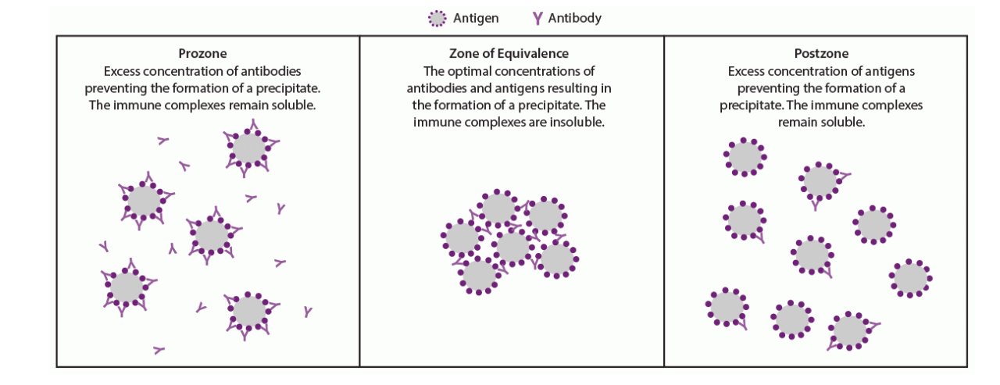 Antigen
Antibody
Prozone
Excess concentration of antibodies
preventing the formation of a precipitate.
The immune complexes remain soluble.
Zone of Equivalence
The optimal concentrations of
antibodies and antigens resulting in
the formation of a precipitate. The
immune complexes are insoluble.
Postzone
Excess concentration of antigens
preventing the formation of a
precipitate. The immune complexes
remain soluble.